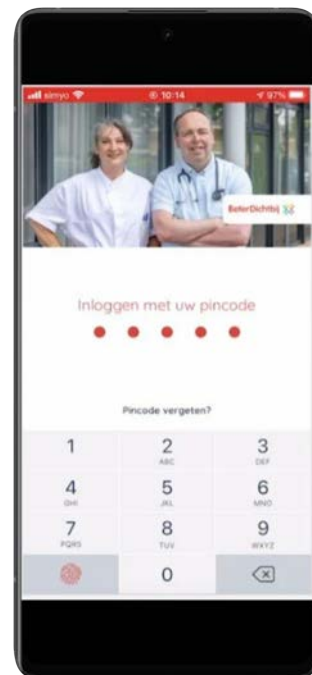 simyo 10:14 97%
BeterDichtbij
Inloggen met uw pincode
Pincode vergeten?
1 2 3
ABC DEF
4 5 6
GHI JKL MNO
7 8 9
PQRS TUV WXYZ
0